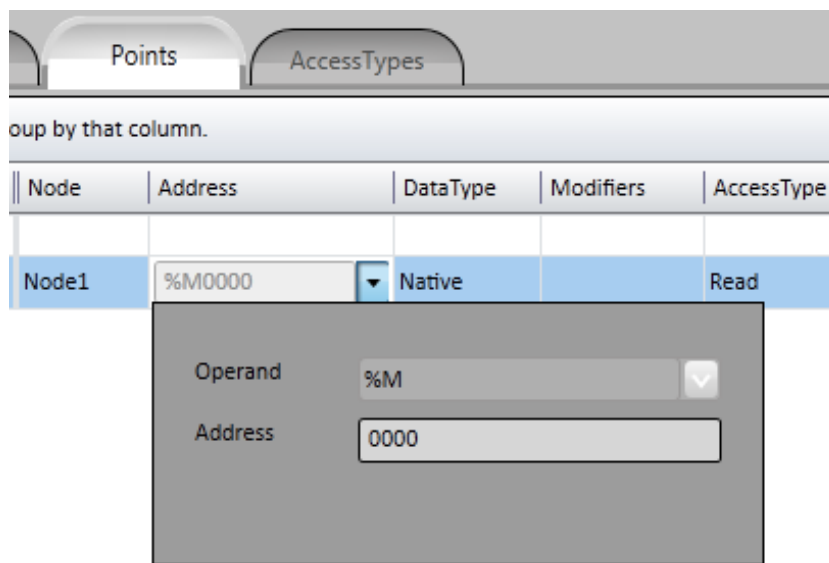 Points AccessTypes
oup by that column.
Node Address DataType Modifiers AccessType
Node1 %M0000 Native Read
Operand %M
Address 0000